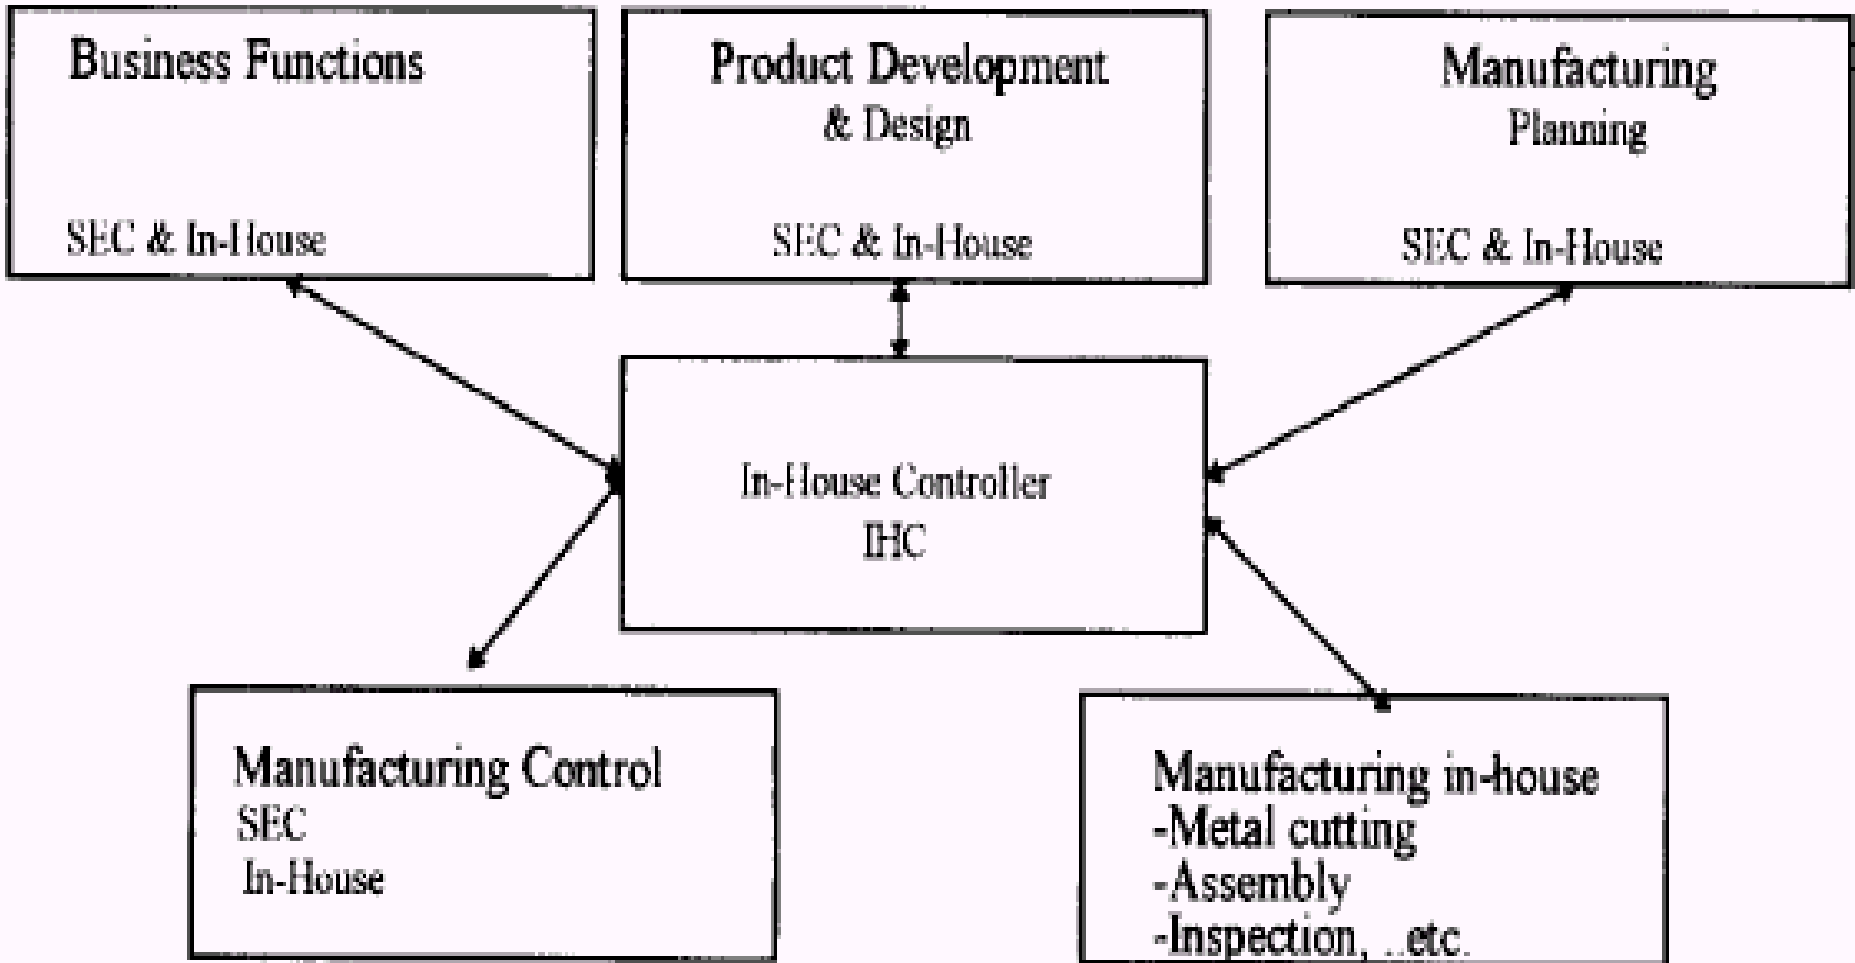 Business Functions
SEC & In-House
Product Development
& Design
SEC & In-House
Manufacturing
Planning
SEC & In-House
In-House Controller
IHC
Manufacturing Control
SEC
In-House
Manufacturing in-house
-Metal cutting
-Assembly
-Inspection, ..etc.